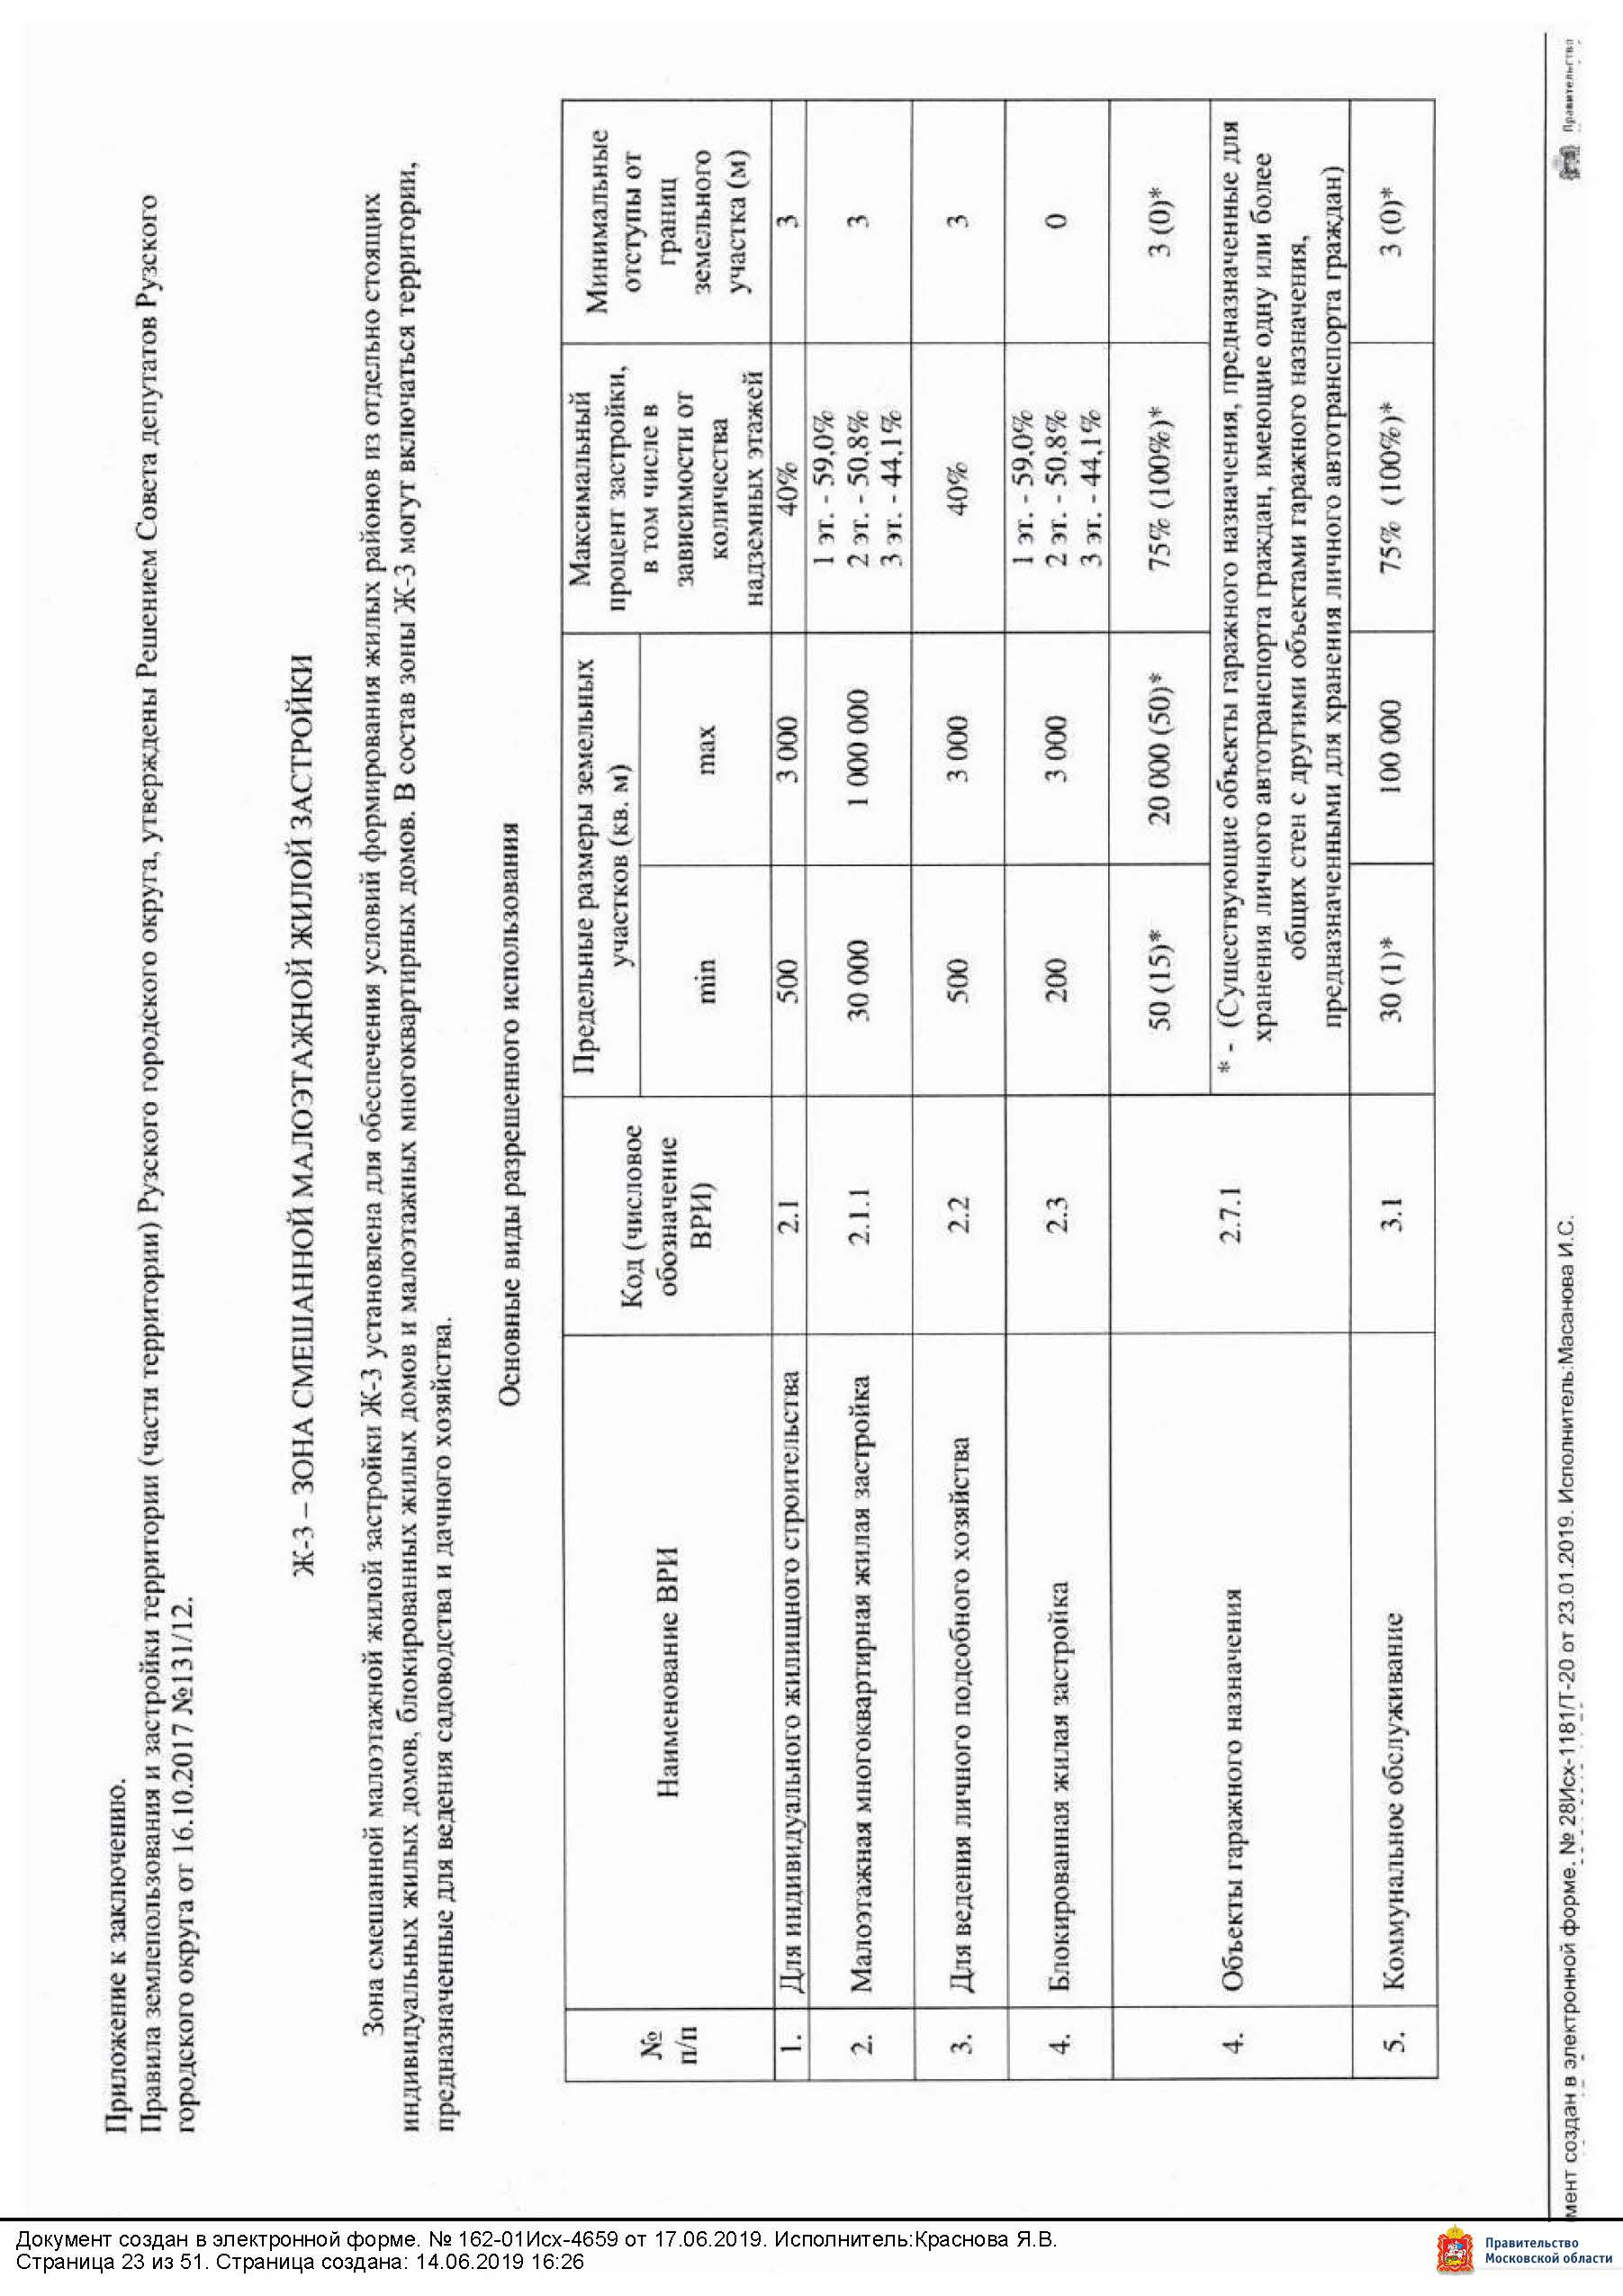 Приложение к заключению.
Правила землепользования и застройки территории (части территории) Рузского городского округа, утверждены Решением Совета депутатов Рузского
городского округа от 16.10.2017 №131/12.
Ж-3 – ЗОНА СМЕШАННОЙ МАЛОЭТАЖНОЙ ЖИЛОЙ ЗАСТРОЙКИ
Зона смешанной малоэтажной жилой застройки Ж-3 установлена для обеспечения условий формирования жилых районов из отдельно стоящих
индивидуальных жилых домов, блокированных жилых домов и малоэтажных многоквартирных домов. В состав зоны Ж-3 могут включаться территории,
предназначенные для ведения садоводства и дачного хозяйства.
Основные виды разрешенного использования
№
п/п
Наименование ВРИ
Код (числовое
обозначение
ВРИ)
Предельные размеры земельных
участков (кв. м)
min
max
Максимальный
процент застройки,
в том числе в
зависимости от
количества
надземных этажей
Минимальные
отступы от
границ
земельного
участка (м)
1. Для индивидуального жилищного строительства 2.1 500 3 000 40% 3
2. Малоэтажная многоквартирная жилая застройка 2.1.1 30 000 1 000 000 1 эт. - 59,0%
2 эт. - 50,8%
3 эт. - 44,1%
3
3. Для ведения личного подсобного хозяйства 2.2 500 3 000 40% 3
4. Блокированная жилая застройка 2.3 200 3 000 1 эт. - 59,0%
2 эт. - 50,8%
3 эт. - 44,1%
0
4. Объекты гаражного назначения 2.7.1 50 (15)* 20 000 (50)* 75% (100%)* 3 (0)*
* - (Существующие объекты гаражного назначения, предназначенные для
хранения личного автотранспорта граждан, имеющие одну или более
общих стен с другими объектами гаражного назначения,
предназначенными для хранения личного автотранспорта граждан)
5. Коммунальное обслуживание 3.1 30 (1)* 100 000 75% (100%)* 3 (0)*
мент создан в электронной форме. № 28Исх-1181/Т-20 от 23.01.2019. Исполнитель:Масанова И.С.
Правительство
Документ создан в электронной форме. № 162-01Исх-4659 от 17.06.2019. Исполнитель:Краснова Я.В.
Страница 23 из 51. Страница создана: 14.06.2019 16:26
Правительство
Московской области